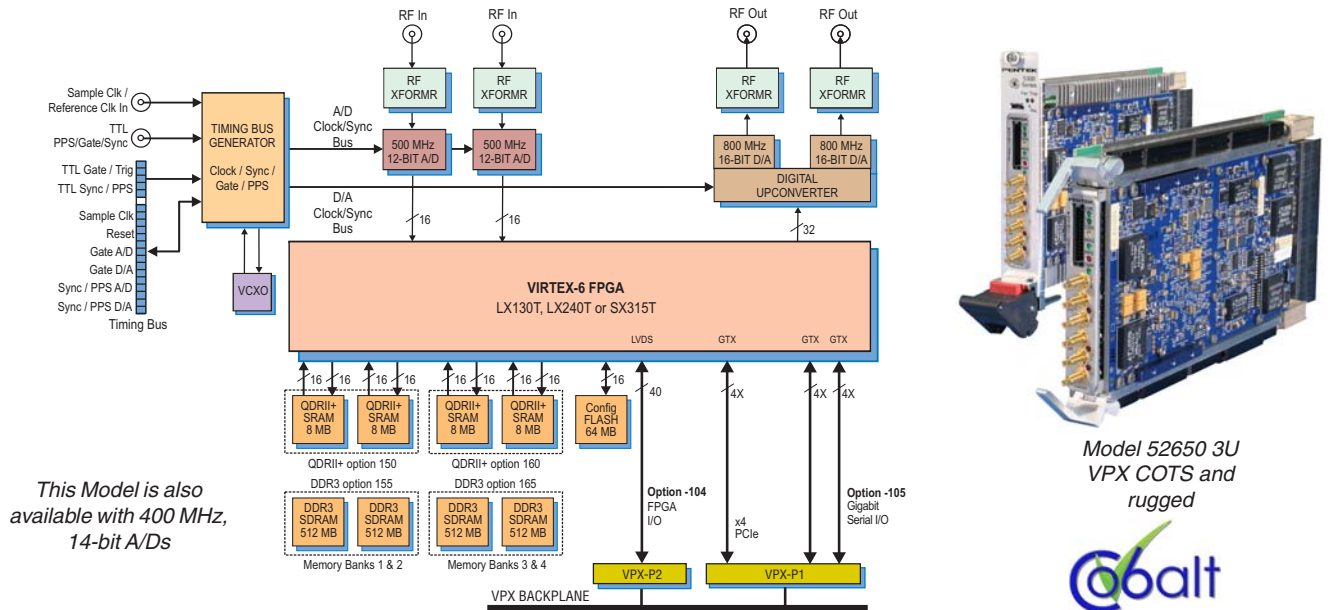 RF In
RF In
RF Out
RF Out
RF
XFORMR
RF
XFORMR
RF
XFORMR
RF
XFORMR
Sample Clk /
Reference Clk In
TTL
PPS/Gate/Sync
TTL Gate / Trig
TTL Sync / PPS
Sample Clk
Reset
Gate A/D
Gate D/A
Sync / PPS A/D
Sync / PPS D/A
Timing Bus
TIMING BUS
GENERATOR
Clock / Sync /
Gate / PPS
VCXO
A/D
Clock/Sync
Bus
D/A
Clock/Sync
Bus
500 MHz
12-BIT A/D
500 MHz
12-BIT A/D
800 MHz
16-BIT D/A
800 MHz
16-BIT D/A
DIGITAL
UPCONVERTER
16
16
32
VIRTEX-6 FPGA
LX130T, LX240T or SX315T
LVDS
GTX
GTX
GTX
16
16
16
16
16
16
16
16
16
40
4X
4X
4X
QDRII+
SRAM
8 MB
QDRII+
SRAM
8 MB
QDRII+
SRAM
8 MB
QDRII+
SRAM
8 MB
Config
FLASH
64 MB
QDRII+ option 150
QDRII+ option 160
DDR3 option 155
DDR3 option 165
DDR3
SDRAM
512 MB
DDR3
SDRAM
512 MB
DDR3
SDRAM
512 MB
DDR3
SDRAM
512 MB
Memory Banks 1 & 2
Memory Banks 3 & 4
Option -104
FPGA
I/O
x4
PCIe
Option -105
Gigabit
Serial I/O
VPX-P2
VPX-P1
VPX BACKPLANE
This Model is also
available with 400 MHz,
14-bit A/Ds
PENTEK
Model 52650 3U
VPX COTS and
rugged
Cobalt